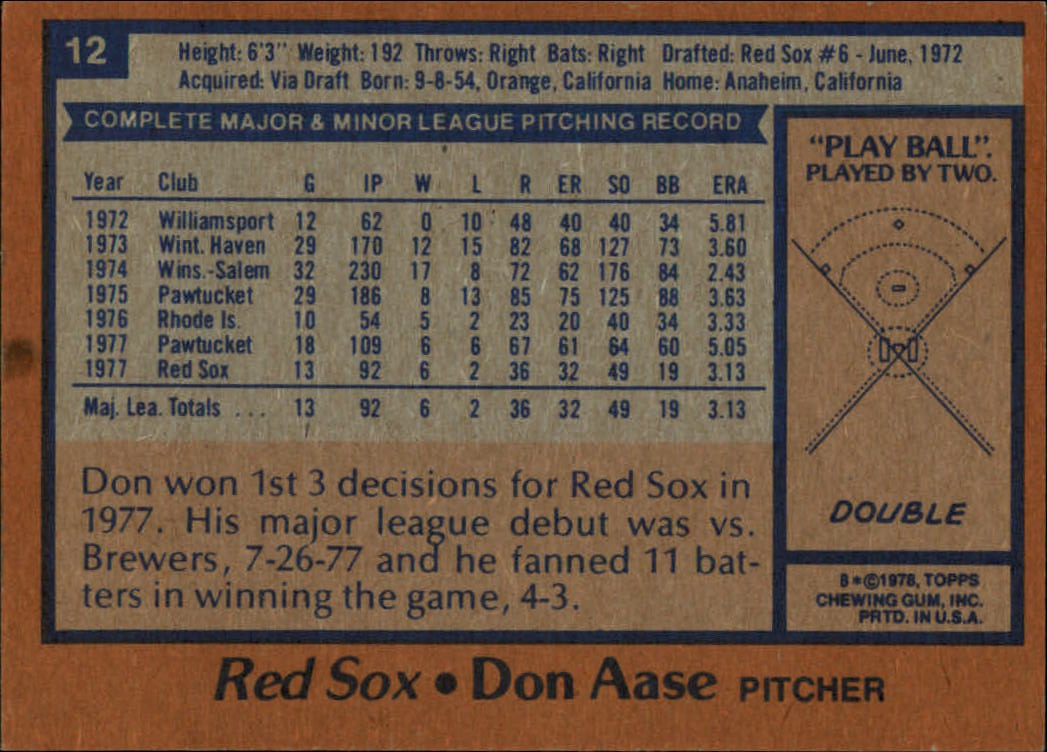 12
Height: 6'3" Weight: 192 Throws: Right Bats: Right Drafted: Red Sox #6 - June, 1972
Acquired: Via Draft Born: 9-8-54, Orange, California Home: Anaheim, California
COMPLETE MAJOR & MINOR LEAGUE PITCHING RECORD
Year Club G IP W L R ER SO BB ERA
1972 Williamsport 12 62 0 10 48 40 40 34 5.81
1973 Wint. Haven 29 170 12 15 82 68 127 73 3.60
1974 Wins.-Salem 32 230 17 8 72 62 176 84 2.43
1975 Pawtucket 29 186 8 13 85 75 125 88 3.63
1976 Rhode Is. 10 54 5 2 23 20 40 34 3.33
1977 Pawtucket 18 109 6 6 67 61 64 60 5.05
1977 Red Sox 13 92 6 2 36 32 49 19 3.13
Maj. Lea. Totals ... 13 92 6 2 36 32 49 19 3.13
Don won 1st 3 decisions for Red Sox in
1977. His major league debut was vs.
Brewers, 7-26-77 and he fanned 11 bat-
ters in winning the game, 4-3.
"PLAY BALL".
PLAYED BY TWO.
DOUBLE
B*©1978, TOPPS
CHEWING GUM, INC.
PRTD. IN U.S.A.
Red Sox • Don Aase PITCHER